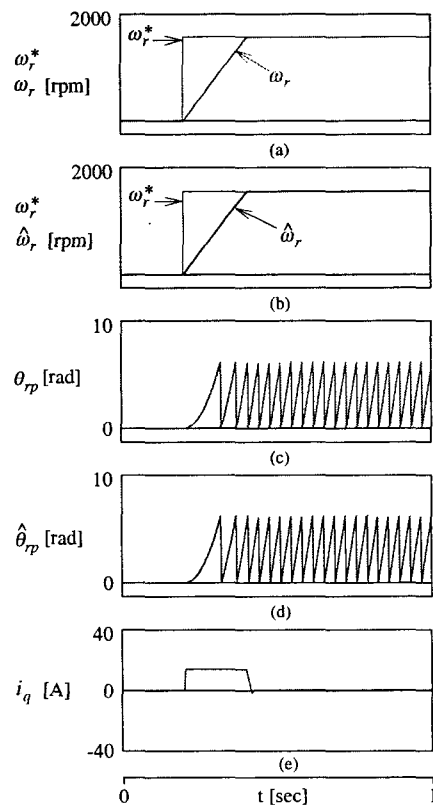 2000
ω_r^*
ω_r^*
ω_r [rpm]
ω_r
(a)
2000
ω_r^*
ω_r^*
ω̂_r [rpm]
ω̂_r
(b)
10
θ_rp [rad]
0
(c)
10
θ̂_rp [rad]
0
(d)
40
i_q [A]
0
-40
(e)
0 t [sec] 1